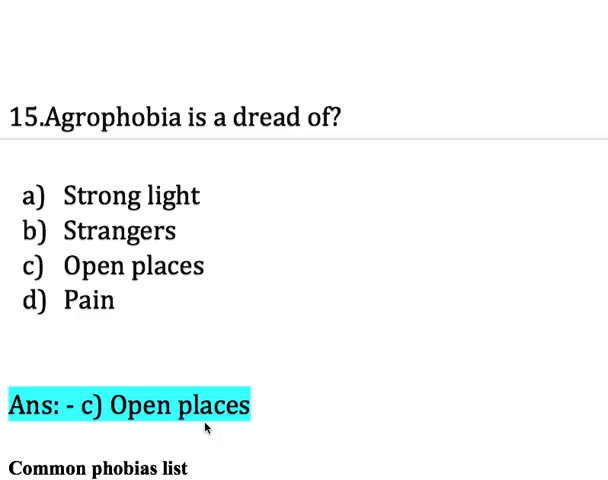 15.Agrophobia is a dread of?
a) Strong light
b) Strangers
c) Open places
d) Pain
Ans: - c) Open places
Common phobias list